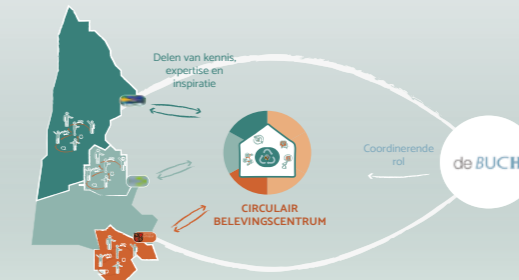 Delen van kennis,
expertise en
inspiratie
Coordinerende
rol
de BUCH
CIRCULAIR
BELEVINGSCENTRUM